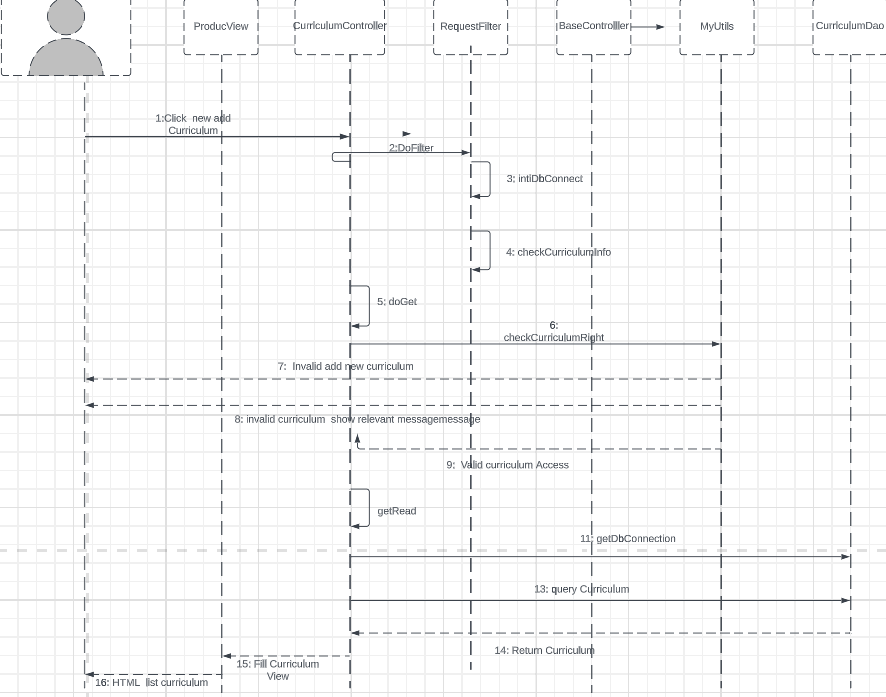 ProducView
CurriculumController
RequestFilter
BaseControlller
MyUtils
CurriculumDao
1:Click  new add
Curriculum
2:DoFilter
3: intiDbConnect
4: checkCurriculumInfo
5: doGet
6:
checkCurriculumRight
7:  Invalid add new curriculum
8: invalid curriculum  show relevant messagemessage
9:  Valid curriculum Access
getRead
11: getDbConnection
13: query Curriculum
14: Return Curriculum
15: Fill Curriculum
View
16: HTML  list curriculum